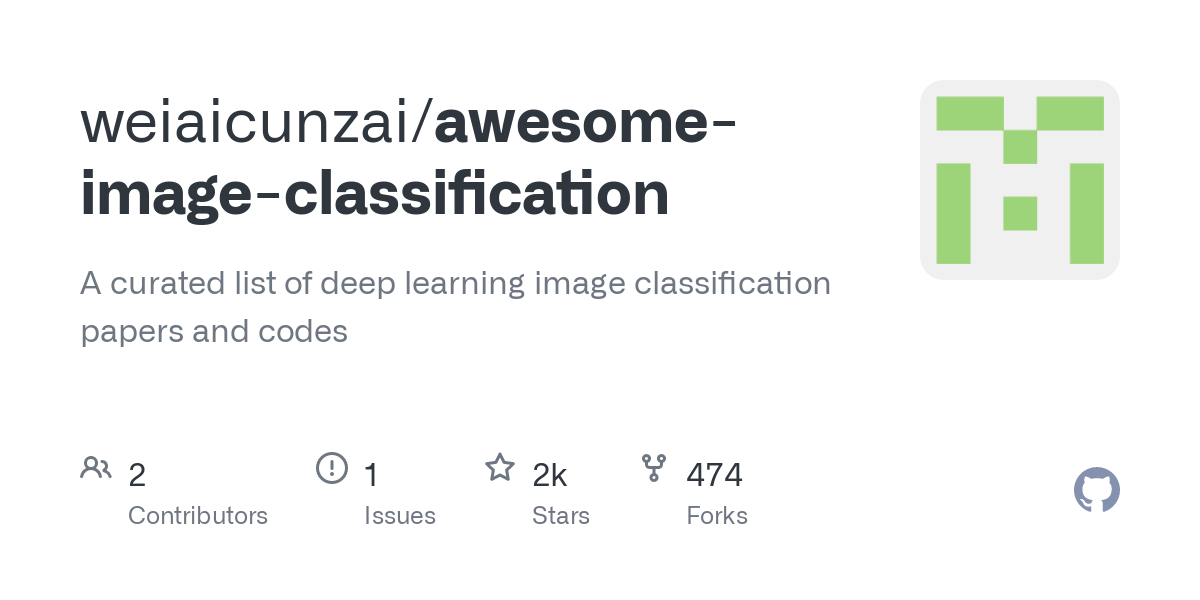 weiaicunzai/awesome-
image-classification
A curated list of deep learning image classification
papers and codes
2
Contributors
1
Issues
2k
Stars
474
Forks